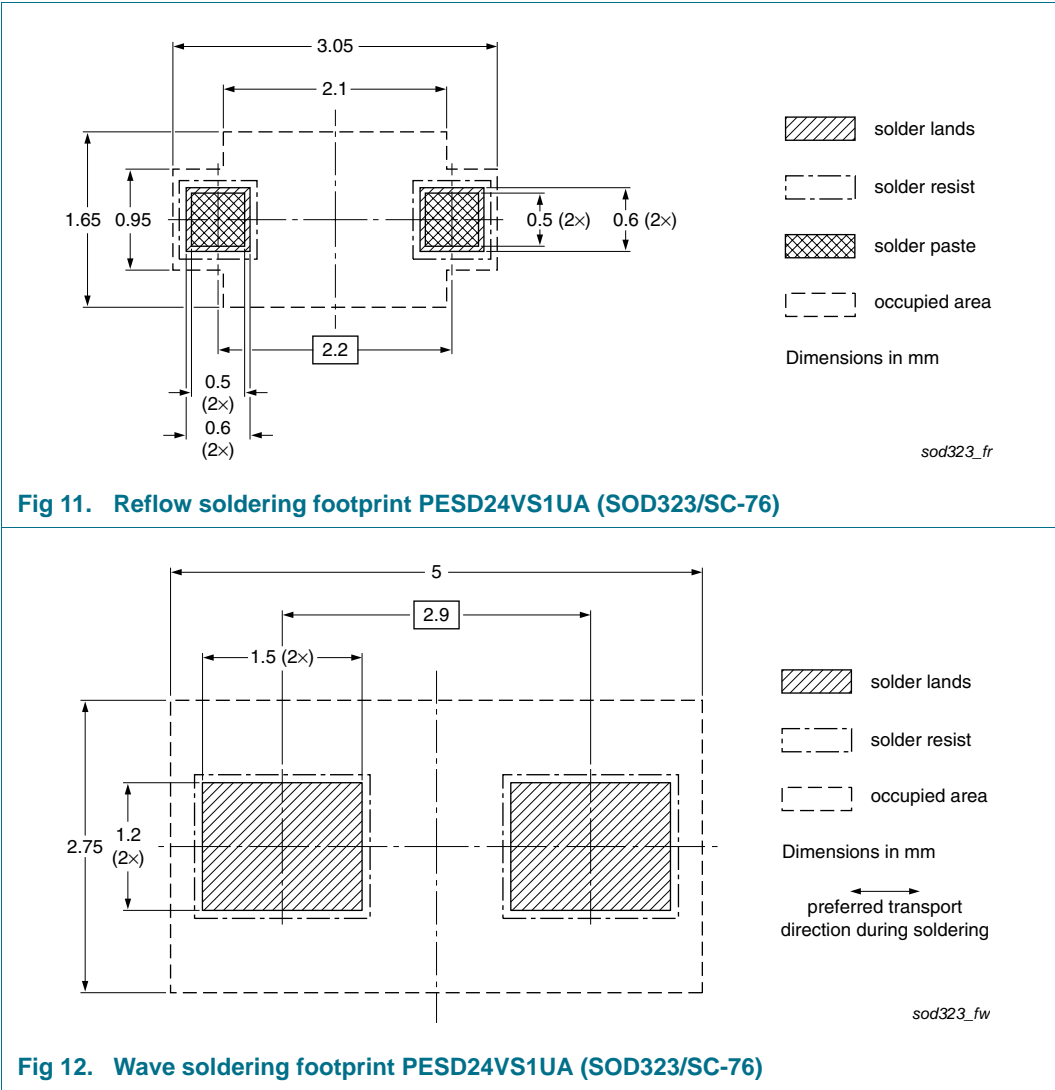 3.05
2.1
solder lands
solder resist
1.65 0.95 0.5 (2×) 0.6 (2×)
solder paste
occupied area
2.2
Dimensions in mm
0.5
(2×)
0.6
(2×)
sod323_fr
Fig 11. Reflow soldering footprint PESD24VS1UA (SOD323/SC-76)
5
2.9
1.5 (2×)
solder lands
solder resist
occupied area
2.75 1.2
(2×)
Dimensions in mm
preferred transport
direction during soldering
sod323_fw
Fig 12. Wave soldering footprint PESD24VS1UA (SOD323/SC-76)